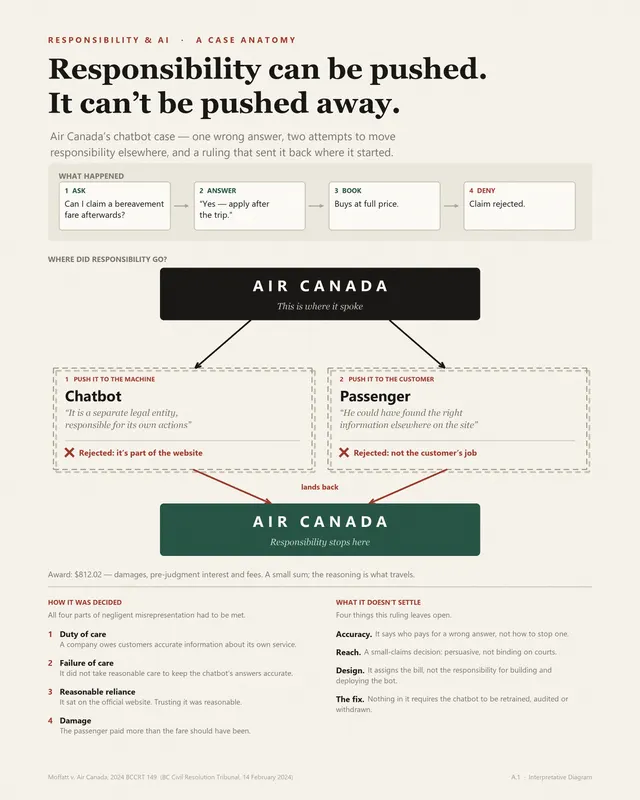 RESPONSIBILITY & AI · A CASE ANATOMY
Responsibility can be pushed.
It can’t be pushed away.
Air Canada’s chatbot case — one wrong answer, two attempts to move
responsibility elsewhere, and a ruling that sent it back where it started.
WHAT HAPPENED
1 ASK
Can I claim a bereavement
fare afterwards?
2 ANSWER
“Yes — apply after
the trip.”
3 BOOK
Buys at full price.
4 DENY
Claim rejected.
WHERE DID RESPONSIBILITY GO?
AIR CANADA
This is where it spoke
1 PUSH IT TO THE MACHINE
Chatbot
“It is a separate legal entity,
responsible for its own actions”
Rejected: it’s part of the website
2 PUSH IT TO THE CUSTOMER
Passenger
“He could have found the right
information elsewhere on the site”
Rejected: not the customer’s job
lands back
AIR CANADA
Responsibility stops here
Award: $812.02 — damages, pre-judgment interest and fees. A small sum; the reasoning is what travels.
HOW IT WAS DECIDED
All four parts of negligent misrepresentation had to be met.
1 Duty of care
A company owes customers accurate information about its own service.
2 Failure of care
It did not take reasonable care to keep the chatbot’s answers accurate.
3 Reasonable reliance
It sat on the official website. Trusting it was reasonable.
4 Damage
The passenger paid more than the fare should have been.
WHAT IT DOESN’T SETTLE
Four things this ruling leaves open.
Accuracy. It says who pays for a wrong answer, not how to stop one.
Reach. A small-claims decision: persuasive, not binding on courts.
Design. It assigns the bill, not the responsibility for building and
deploying the bot.
The fix. Nothing in it requires the chatbot to be retrained, audited or
withdrawn.
Moffatt v. Air Canada, 2024 BCCRT 149 (BC Civil Resolution Tribunal, 14 February 2024)
A.1 · Interpretative Diagram